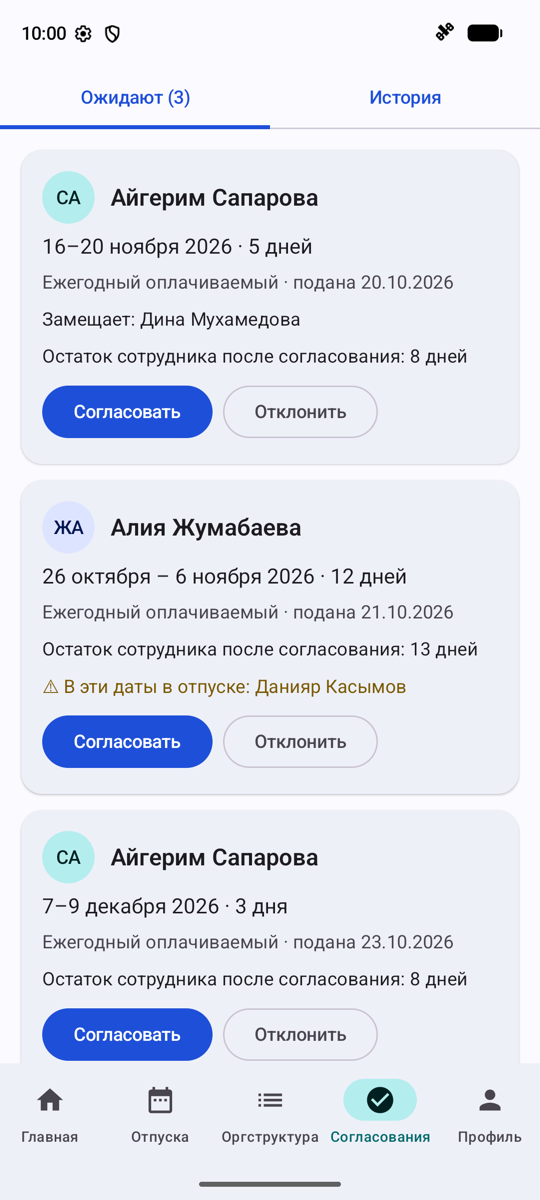 10:00
Ожидают (3)
История
СА
Айгерим Сапарова
16–20 ноября 2026 · 5 дней
Ежегодный оплачиваемый · подана 20.10.2026
Замещает: Дина Мухамедова
Остаток сотрудника после согласования: 8 дней
Согласовать
Отклонить
ЖА
Алия Жумабаева
26 октября – 6 ноября 2026 · 12 дней
Ежегодный оплачиваемый · подана 21.10.2026
Остаток сотрудника после согласования: 13 дней
⚠ В эти даты в отпуске: Данияр Касымов
Согласовать
Отклонить
СА
Айгерим Сапарова
7–9 декабря 2026 · 3 дня
Ежегодный оплачиваемый · подана 23.10.2026
Остаток сотрудника после согласования: 8 дней
Согласовать
Отклонить
Главная
Отпуска
Оргструктура
Согласования
Профиль